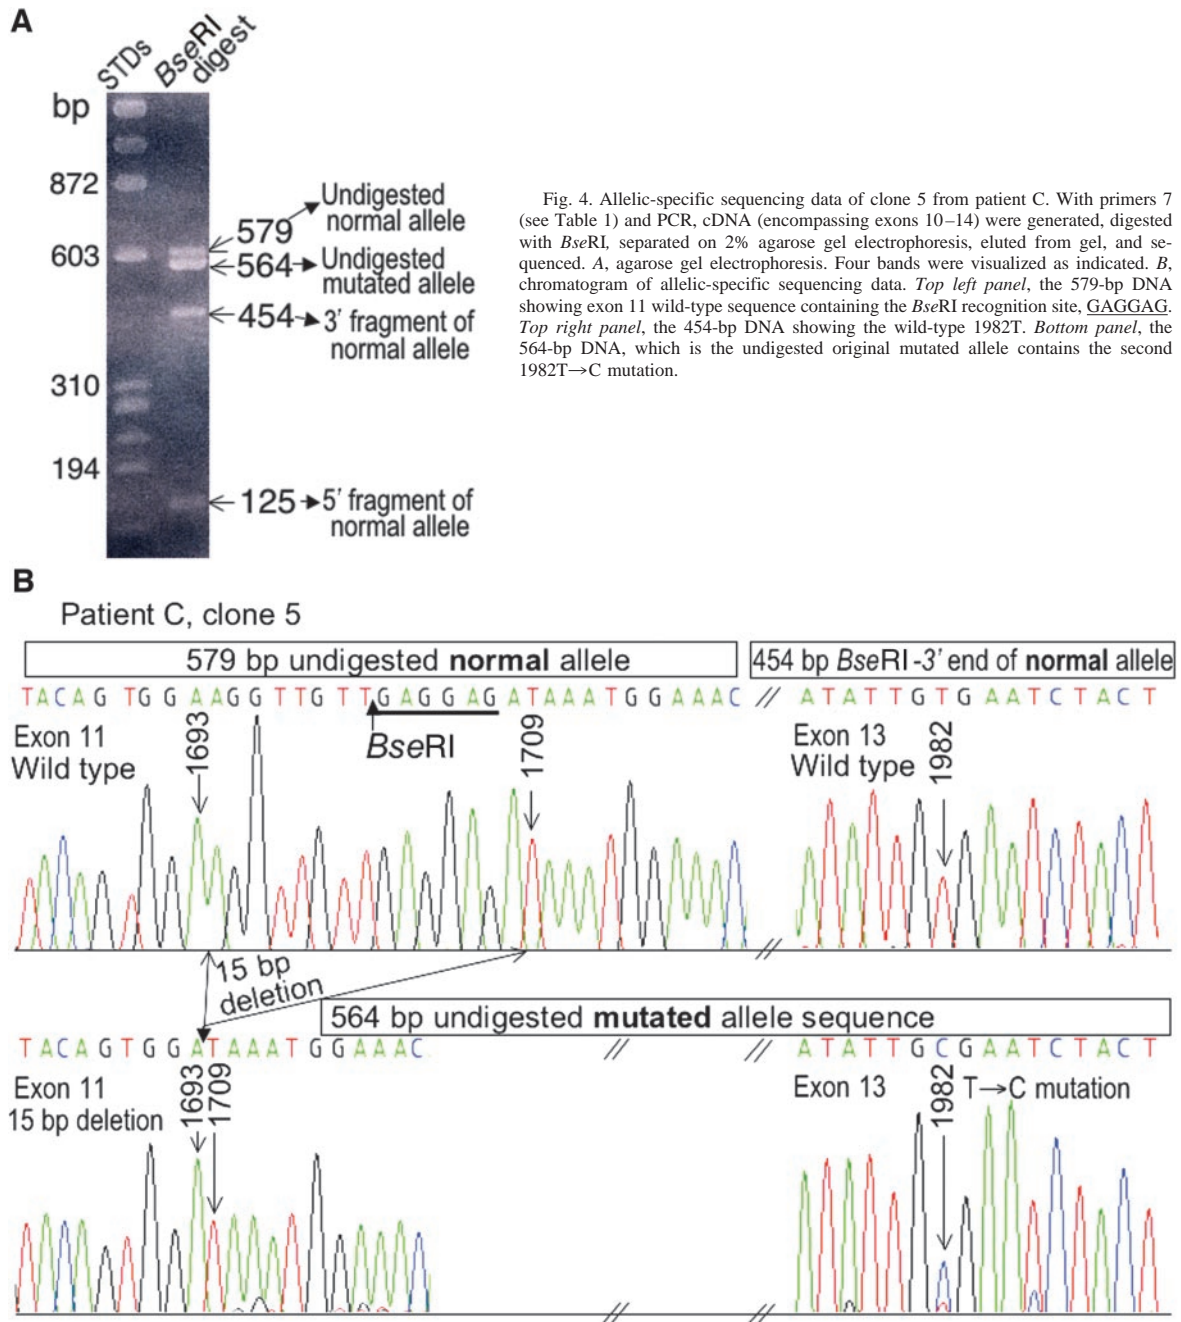 A
STDs
BseRI digest
bp
872
603
310
194
579
Undigested
normal allele
564
Undigested
mutated allele
454
3' fragment of
normal allele
125
5' fragment of
normal allele
Fig. 4. Allelic-specific sequencing data of clone 5 from patient C. With primers 7
(see Table 1) and PCR, cDNA (encompassing exons 10–14) were generated, digested
with BseRI, separated on 2% agarose gel electrophoresis, eluted from gel, and se-
quenced. A, agarose gel electrophoresis. Four bands were visualized as indicated. B,
chromatogram of allelic-specific sequencing data. Top left panel, the 579-bp DNA
showing exon 11 wild-type sequence containing the BseRI recognition site, GAGGAG.
Top right panel, the 454-bp DNA showing the wild-type 1982T. Bottom panel, the
564-bp DNA, which is the undigested original mutated allele contains the second
1982T→C mutation.
B
Patient C, clone 5
579 bp undigested normal allele
454 bp BseRI -3' end of normal allele
TACAG TGG AAGG TTG TTGAGGAG ATAAATGGAAAC // ATATTGTGAATCTACT
Exon 11
Wild type
1693
BseRI
1709
Exon 13
Wild type
1982
15 bp
deletion
564 bp undigested mutated allele sequence
TACAGTGGATAAATGGAAAC // // ATATTGCGAATCTACT
Exon 11
15 bp deletion
1693
1709
Exon 13
1982
T→C mutation